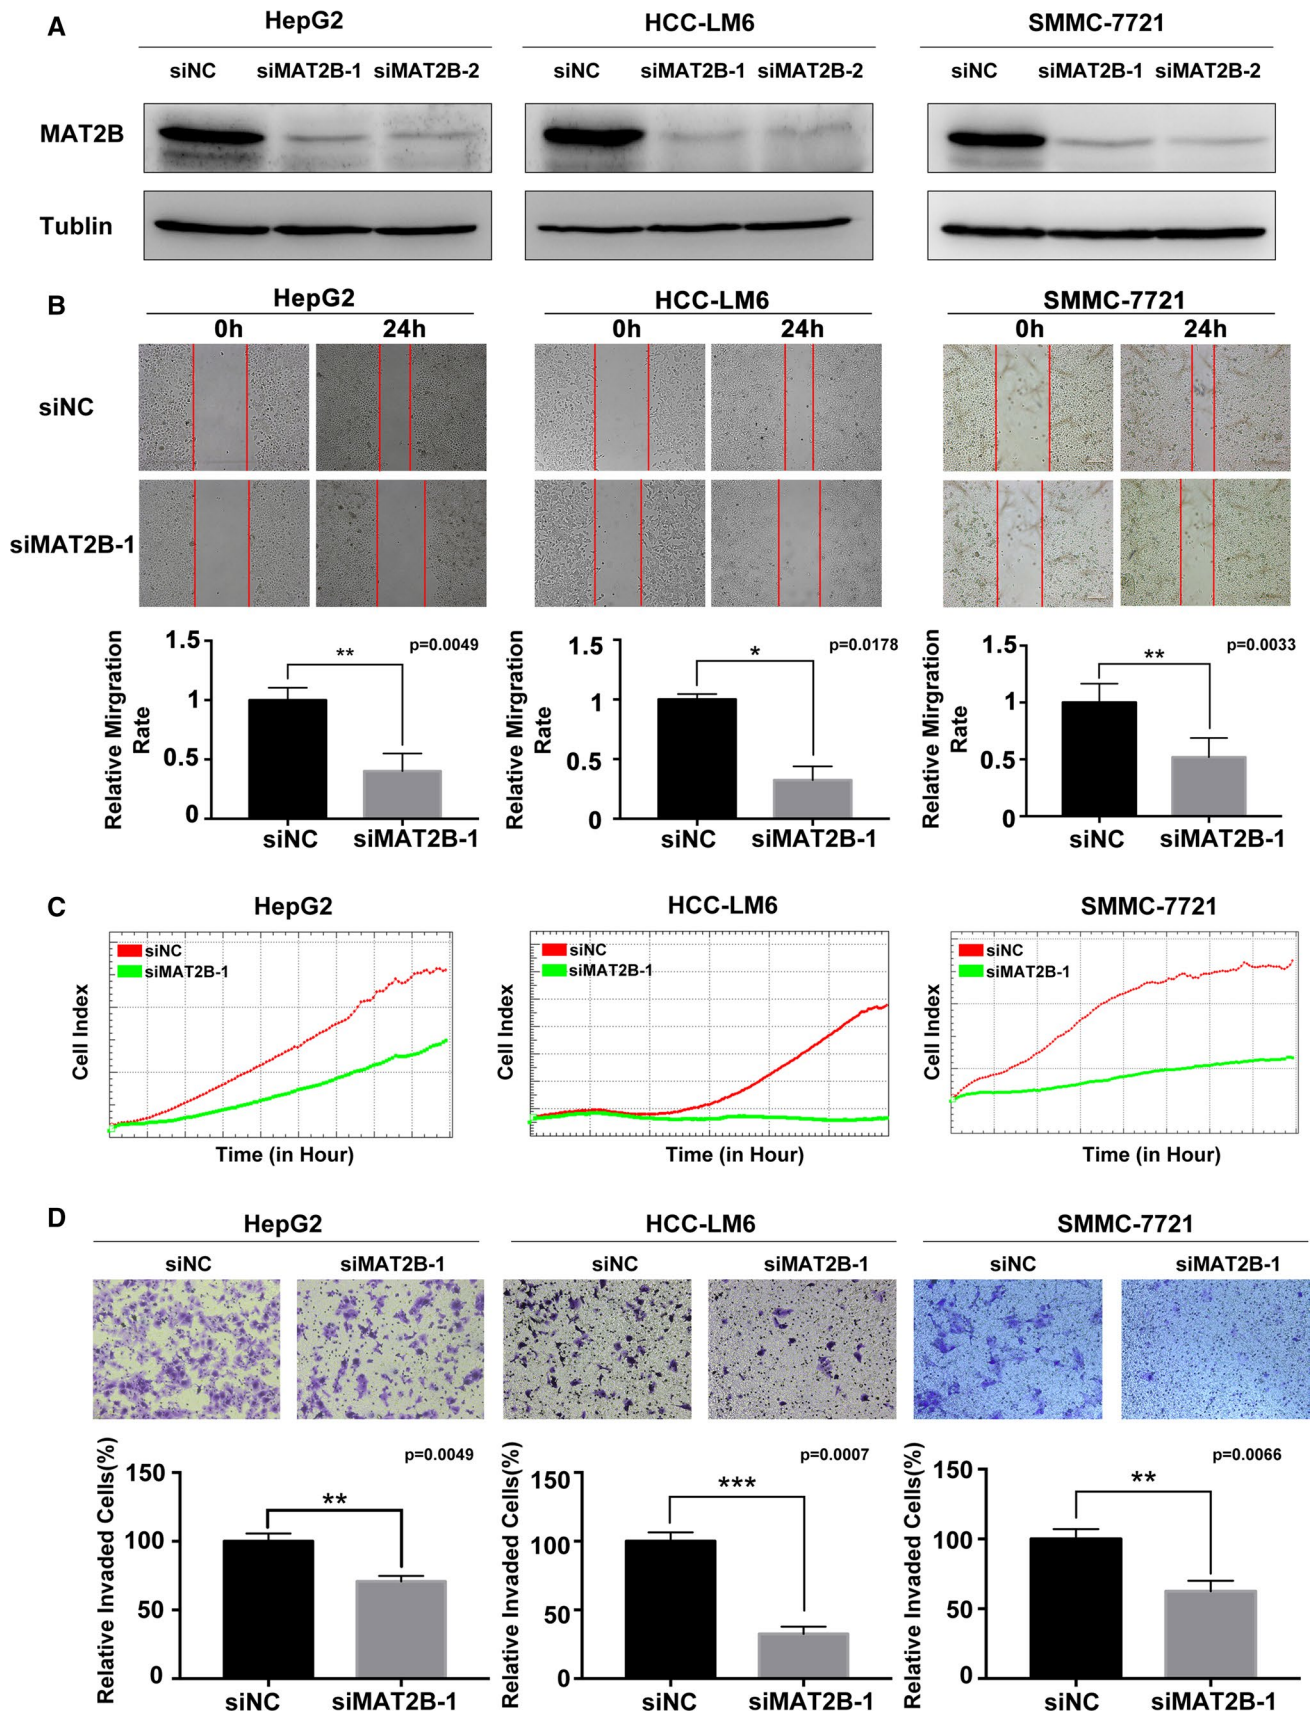 A
HepG2 HCC-LM6 SMMC-7721
siNC siMAT2B-1 siMAT2B-2 siNC siMAT2B-1 siMAT2B-2 siNC siMAT2B-1 siMAT2B-2
MAT2B
Tublin
B
HepG2 HCC-LM6 SMMC-7721
0h 24h 0h 24h 0h 24h
siNC
siMAT2B-1
Relative Mirgration
Rate
1.5
1
0.5
0
** p=0.0049
siNC siMAT2B-1
Relative Mirgration
Rate
1.5
1
0.5
0
* p=0.0178
siNC siMAT2B-1
Relative Mirgration
Rate
1.5
1
0.5
0
** p=0.0033
siNC siMAT2B-1
C
HepG2
siNC
siMAT2B-1
Cell Index
Time (in Hour)
HCC-LM6
siNC
siMAT2B-1
Cell Index
Time (in Hour)
SMMC-7721
siNC
siMAT2B-1
Cell Index
Time (in Hour)
D
HepG2 HCC-LM6 SMMC-7721
siNC siMAT2B-1 siNC siMAT2B-1 siNC siMAT2B-1
Relative Invaded Cells(%)
150
100
50
0
** p=0.0049
siNC siMAT2B-1
Relative Invaded Cells(%)
150
100
50
0
*** p=0.0007
siNC siMAT2B-1
Relative Invaded Cells(%)
150
100
50
0
** p=0.0066
siNC siMAT2B-1